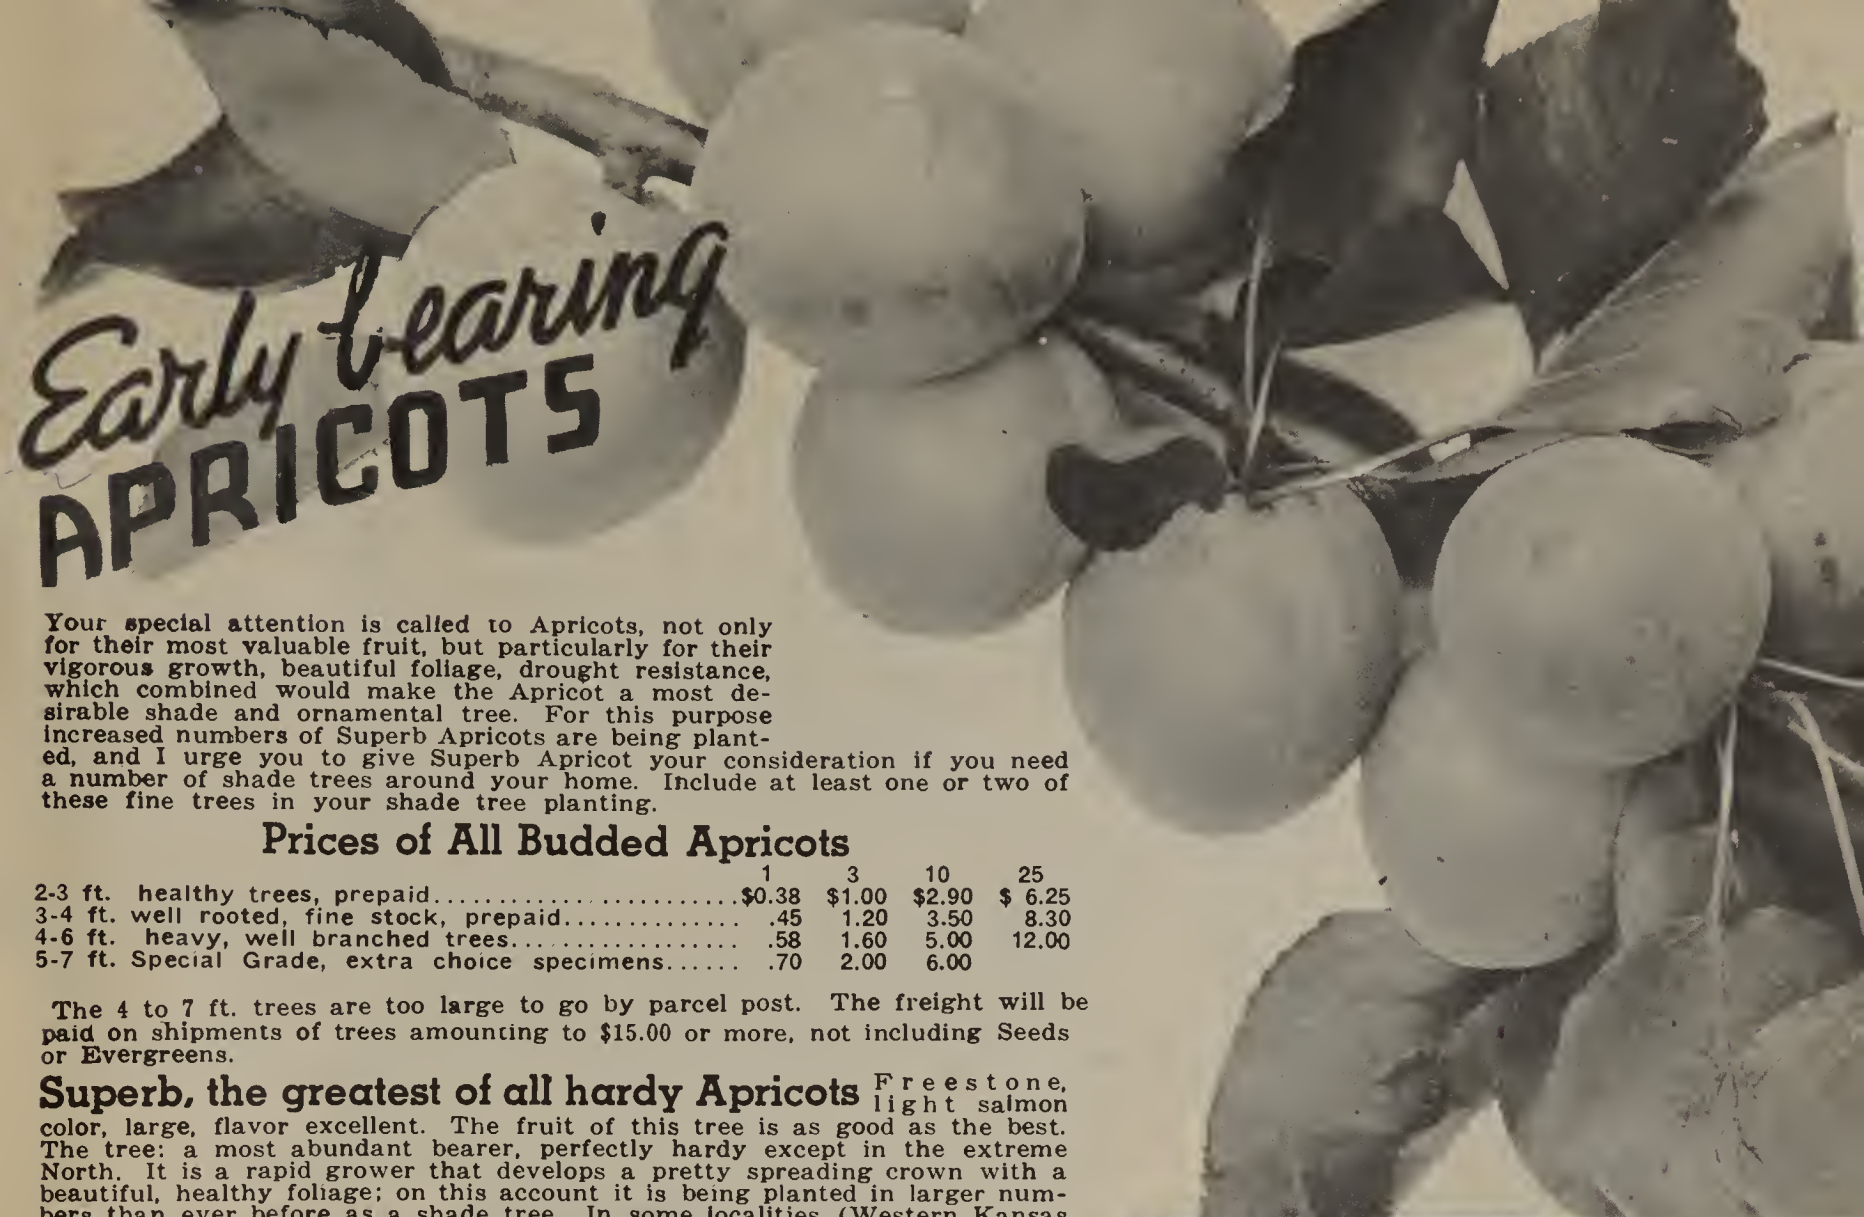 Early bearing
APRICOTS
Your special attention is called to Apricots, not only
for their most valuable fruit, but particularly for their
vigorous growth, beautiful foliage, drought resistance,
which combined would make the Apricot a most de-
sirable shade and ornamental tree. For this purpose
increased numbers of Superb Apricots are being plant-
ed, and I urge you to give Superb Apricot your consideration if you need
a number of shade trees around your home. Include at least one or two of
these fine trees in your shade tree planting.
Prices of All Budded Apricots
1 3 10 25
2-3 ft. healthy trees, prepaid..........................$0.38 $1.00 $2.90 $ 6.25
3-4 ft. well rooted, fine stock, prepaid............... .45 1.20 3.50 8.30
4-6 ft. heavy, well branched trees................... .58 1.60 5.00 12.00
5-7 ft. Special Grade, extra choice specimens...... .70 2.00 6.00
The 4 to 7 ft. trees are too large to go by parcel post. The freight will be
paid on shipments of trees amounting to $15.00 or more, not including Seeds
or Evergreens.
Superb, the greatest of all hardy Apricots Freestone,
light salmon
color, large, flavor excellent. The fruit of this tree is as good as the best.
The tree: a most abundant bearer, perfectly hardy except in the extreme
North. It is a rapid grower that develops a pretty spreading crown with a
beautiful, healthy foliage; on this account it is being planted in larger num-
bers than ever before as a shade tree. In some localities (Western Kansas